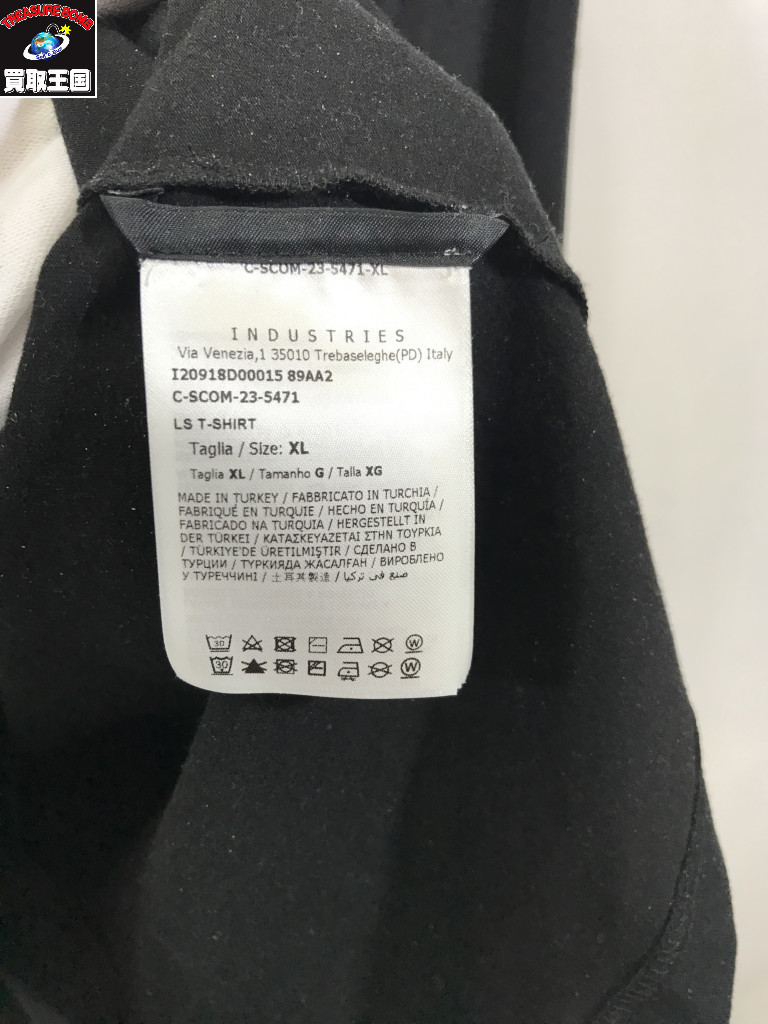 TREASURE BOMB
買取王国
C-SCOM-23-5471-XL
INDUSTRIES
Via Venezia,1 35010 Trebaseleghe(PD) Italy
I20918D00015 89AA2
C-SCOM-23-5471
LS T-SHIRT
Taglia / Size: XL
Taglia XL / Tamanho G / Talla XG
MADE IN TURKEY / FABBRICATO IN TURCHIA /
FABRIQUÉ EN TURQUIE / HECHO EN TURQUÍA /
FABRICADO NA TURQUIA / HERGESTELLT IN
DER TÜRKEI / ΚΑΤΑΣΚΕΥΑΖΕΤΑΙ ΣΤΗΝ ΤΟΥΡΚΙΑ
/ TÜRKİYE'DE ÜRETİLMİŞTİR / СДЕЛАНО В
ТУРЦИИ / ТҮРКИЯДА ЖАСАЛҒАН / ВИРОБЛЕНО
У ТУРЕЧЧИНІ / 土耳其製造 / صنع في تركيا
30 W
30 W